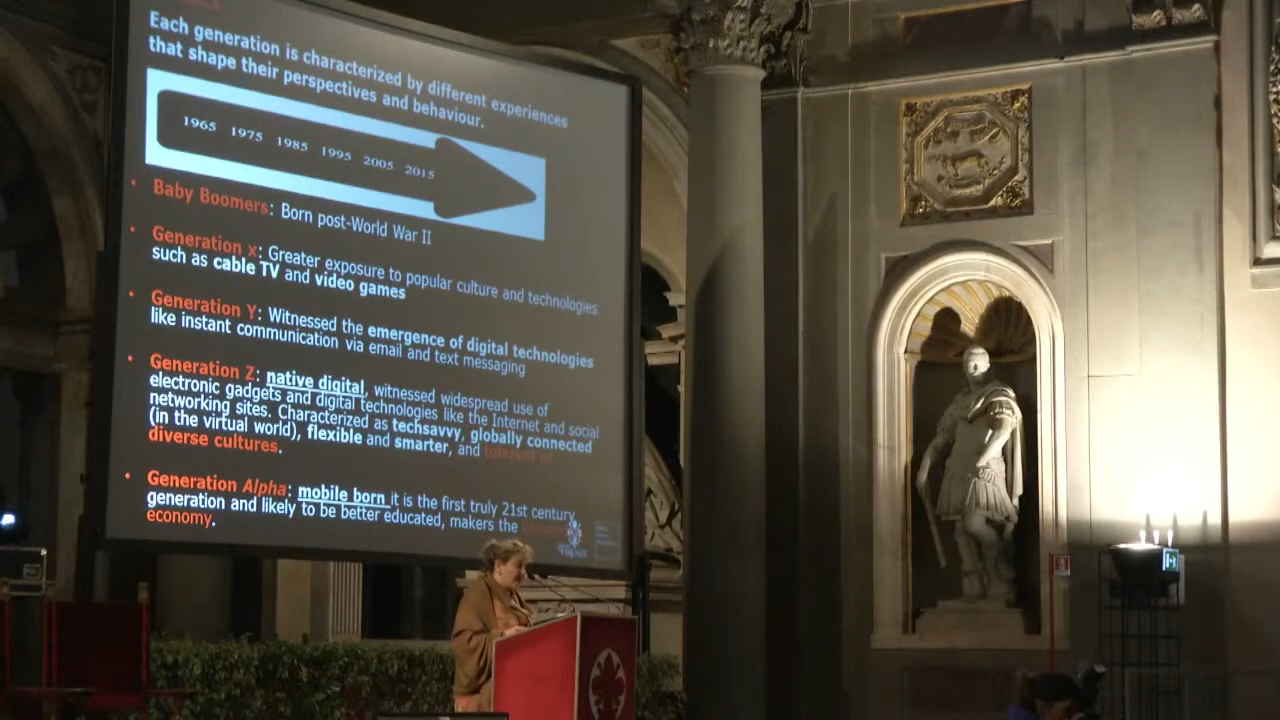 Each generation is characterized by different experiences
that shape their perspectives and behaviour.
1965 1975 1985 1995 2005 2015
• Baby Boomers: Born post-World War II
• Generation x: Greater exposure to popular culture and technologies
such as cable TV and video games
• Generation Y: Witnessed the emergence of digital technologies
like instant communication via email and text messaging
• Generation Z: native digital, witnessed widespread use of
electronic gadgets and digital technologies like the Internet and social
networking sites. Characterized as techsavvy, globally connected
(in the virtual world), flexible and smarter, and tolerant of
diverse cultures.
• Generation Alpha: mobile born it is the first truly 21st century
generation and likely to be better educated, makers the
economy.